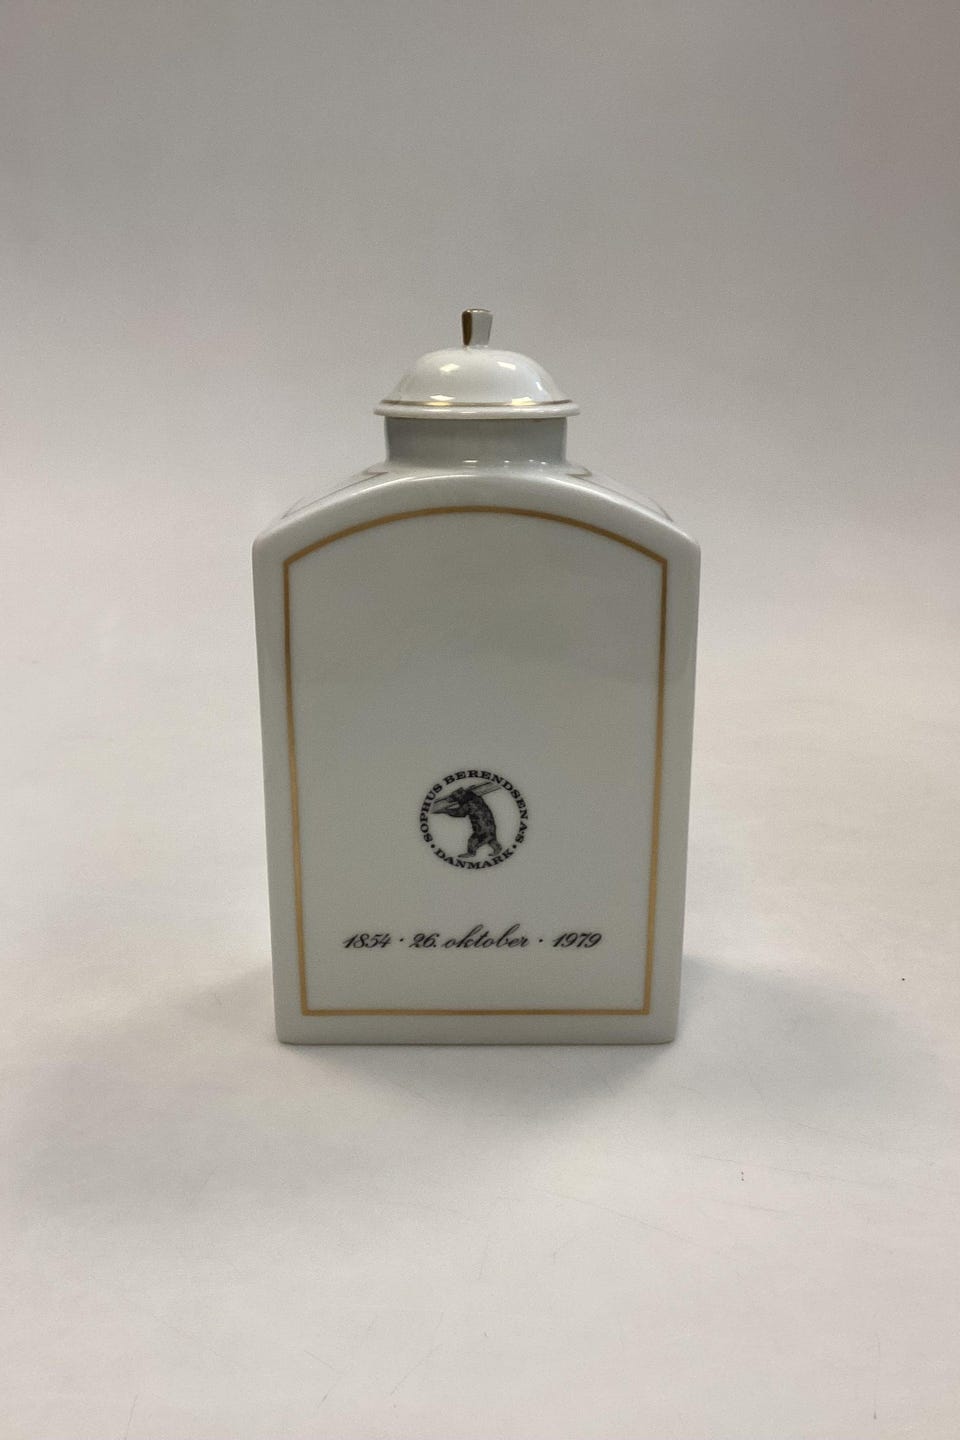 SOPHUS BERENDSEN A/S
· DANMARK ·
1854 · 26. oktober · 1979